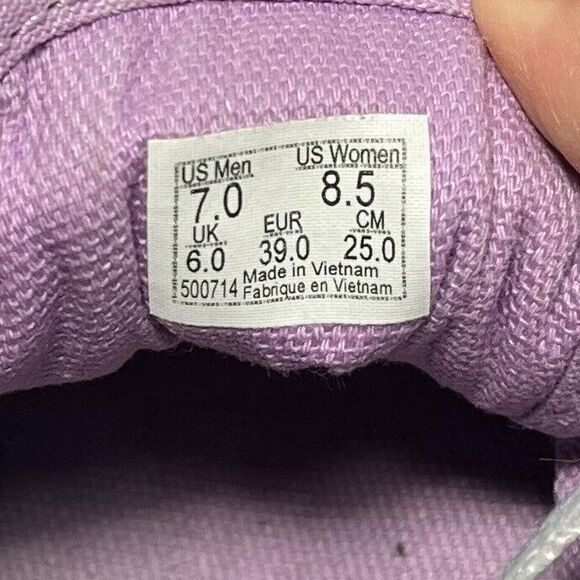 US Men US Women
7.0 8.5
UK EUR CM
6.0 39.0 25.0
500714 Made in Vietnam
Fabrique en Vietnam